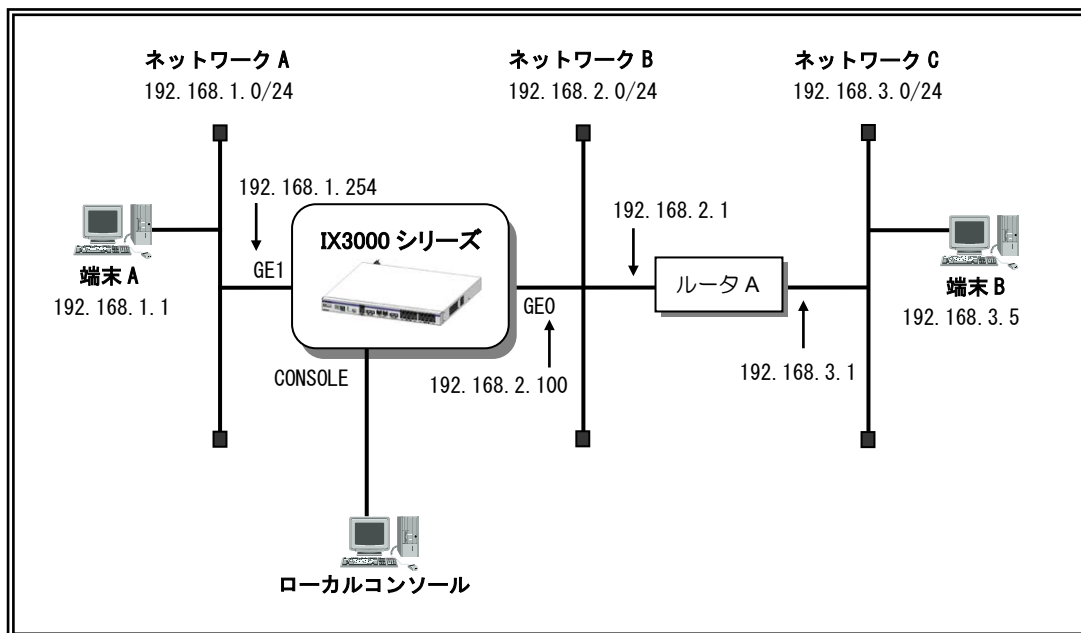 ネットワーク A
192.168.1.0/24
ネットワーク B
192.168.2.0/24
ネットワーク C
192.168.3.0/24
192.168.1.254
192.168.2.1
IX3000 シリーズ
端末 A
192.168.1.1
GE1
GE0
ルータ A
端末 B
192.168.3.5
CONSOLE
192.168.2.100
192.168.3.1
ローカルコンソール